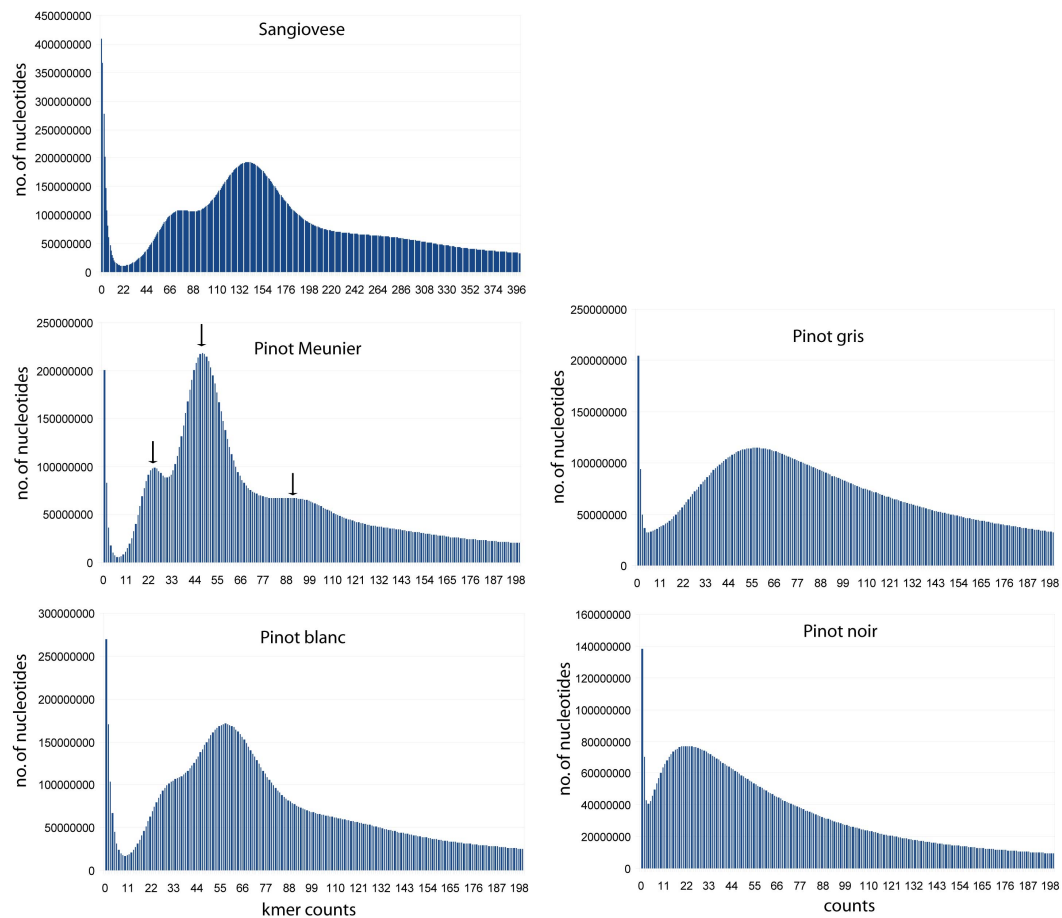 Sangiovese
no. of nucleotides
450000000
400000000
350000000
300000000
250000000
200000000
150000000
100000000
50000000
0
0 22 44 66 88 110 132 154 176 198 220 242 264 286 308 330 352 374 396
Pinot Meunier
no. of nucleotides
250000000
200000000
150000000
100000000
50000000
0
0 11 22 33 44 55 66 77 88 99 110 121 132 143 154 165 176 187 198
Pinot gris
no. of nucleotides
250000000
200000000
150000000
100000000
50000000
0
0 11 22 33 44 55 66 77 88 99 110 121 132 143 154 165 176 187 198
Pinot blanc
no. of nucleotides
300000000
250000000
200000000
150000000
100000000
50000000
0
0 11 22 33 44 55 66 77 88 99 110 121 132 143 154 165 176 187 198
kmer counts
Pinot noir
no. of nucleotides
160000000
140000000
120000000
100000000
80000000
60000000
40000000
20000000
0
0 11 22 33 44 55 66 77 88 99 110 121 132 143 154 165 176 187 198
counts